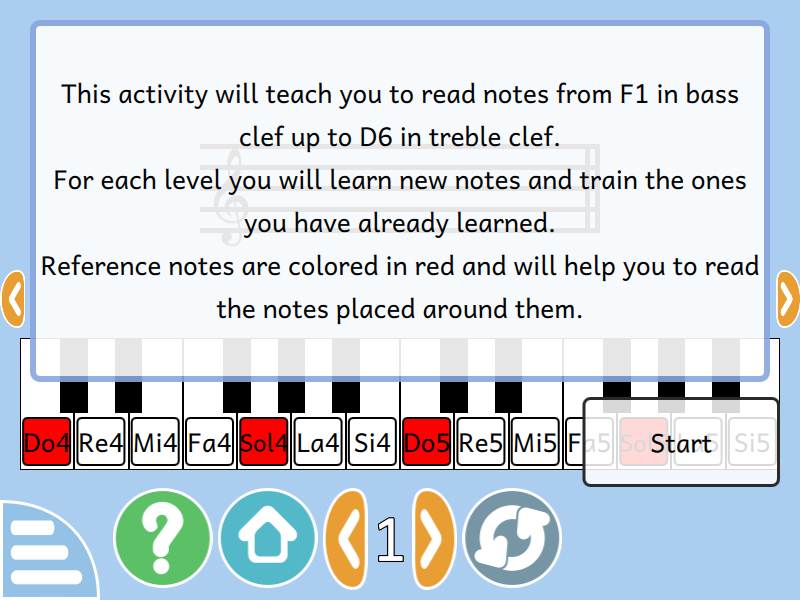 This activity will teach you to read notes from F1 in bass
clef up to D6 in treble clef.
For each level you will learn new notes and train the ones
you have already learned.
Reference notes are colored in red and will help you to read
the notes placed around them.
Do4 Re4 Mi4 Fa4 Sol4 La4 Si4 Do5 Re5 Mi5 Fa5 Sol5 La5 Si5
Start
? 1